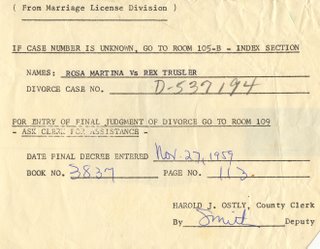 ( From Marriage License Division )
IF CASE NUMBER IS UNKNOWN, GO TO ROOM 105-B - INDEX SECTION
NAMES: ROSA MARTINA Vs REX TRUSLER
DIVORCE CASE NO. D-537194
FOR ENTRY OF FINAL JUDGMENT OF DIVORCE GO TO ROOM 109
- ASK CLERK FOR ASSISTANCE -
DATE FINAL DECREE ENTERED Nov. 27, 1959
BOOK NO. 3837 PAGE NO. 113
HAROLD J. OSTLY, County Clerk
By Smith Deputy